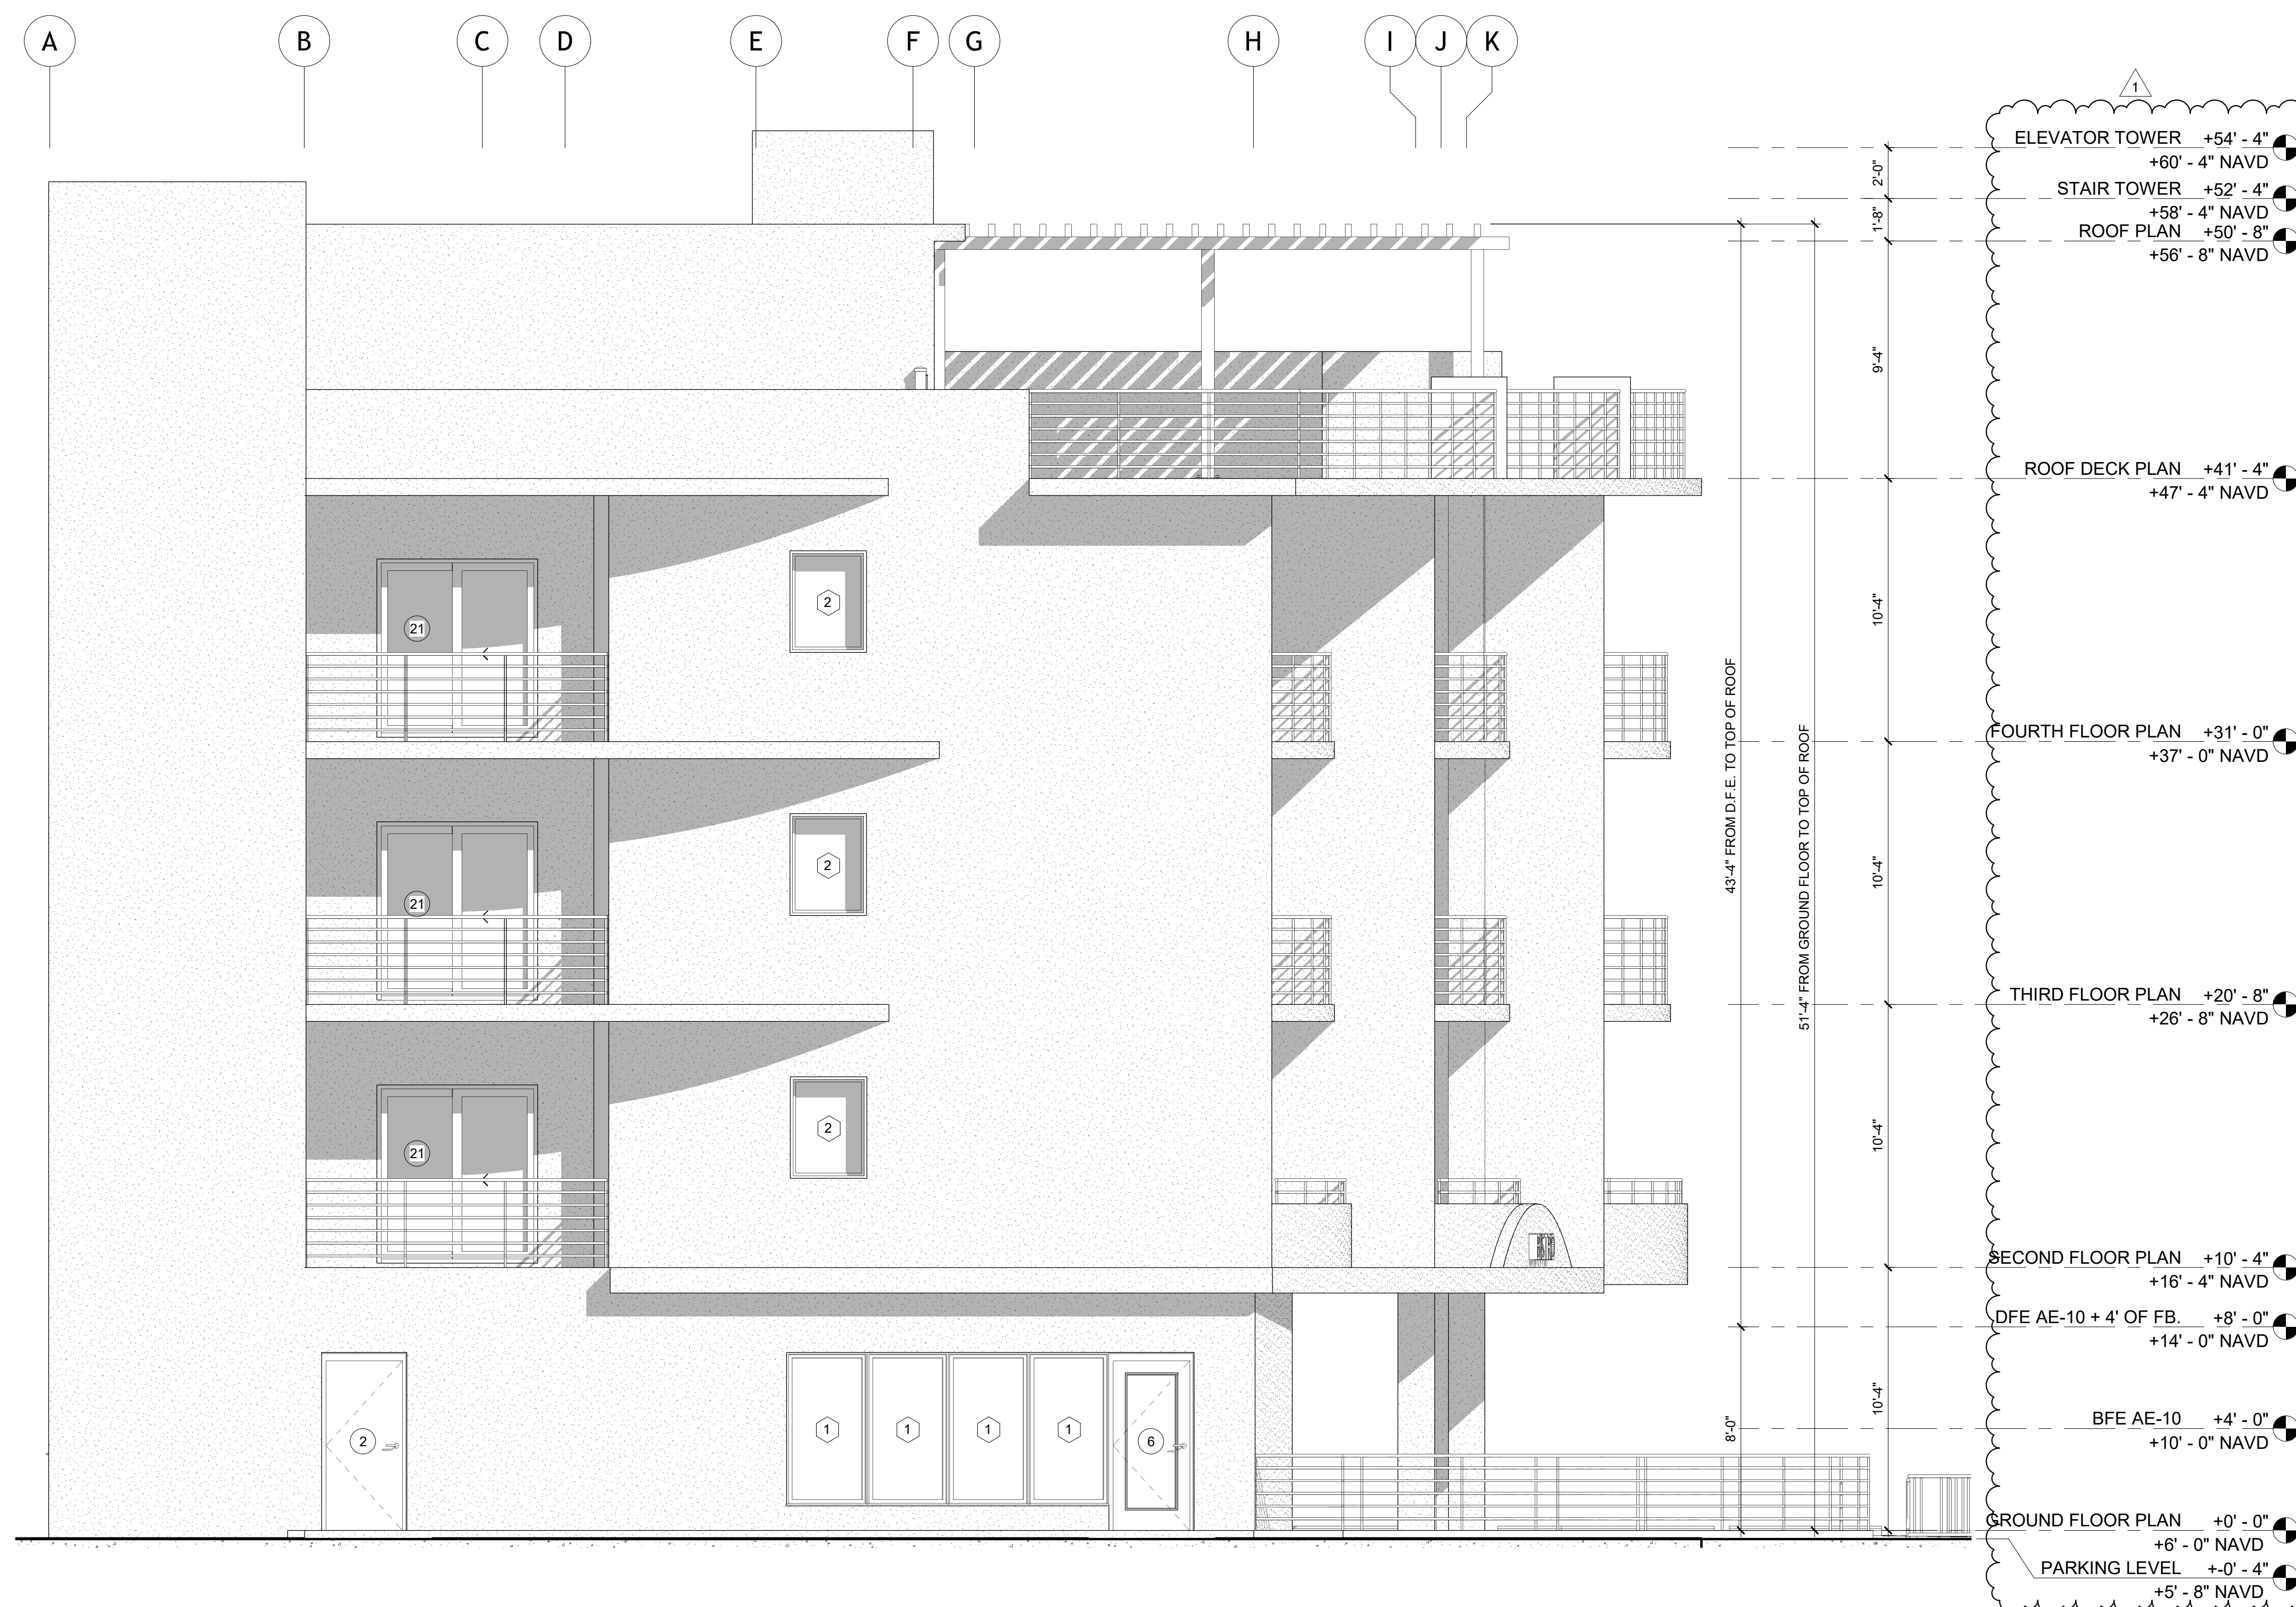 A B C D E F G H I J K
1
ELEVATOR TOWER +54' - 4"
+60' - 4" NAVD
2'-0"
STAIR TOWER +52' - 4"
+58' - 4" NAVD
1'-8"
ROOF PLAN +50' - 8"
+56' - 8" NAVD
9'-4"
ROOF DECK PLAN +41' - 4"
+47' - 4" NAVD
10'-4"
2
21
43'-4" FROM D.F.E. TO TOP OF ROOF
51'-4" FROM GROUND FLOOR TO TOP OF ROOF
FOURTH FLOOR PLAN +31' - 0"
+37' - 0" NAVD
10'-4"
2
21
THIRD FLOOR PLAN +20' - 8"
+26' - 8" NAVD
10'-4"
2
21
SECOND FLOOR PLAN +10' - 4"
+16' - 4" NAVD
DFE AE-10 + 4' OF FB. +8' - 0"
+14' - 0" NAVD
10'-4"
8'-0"
BFE AE-10 +4' - 0"
+10' - 0" NAVD
1 1 1 1
2 6
GROUND FLOOR PLAN +0' - 0"
+6' - 0" NAVD
PARKING LEVEL +-0' - 4"
+5' - 8" NAVD